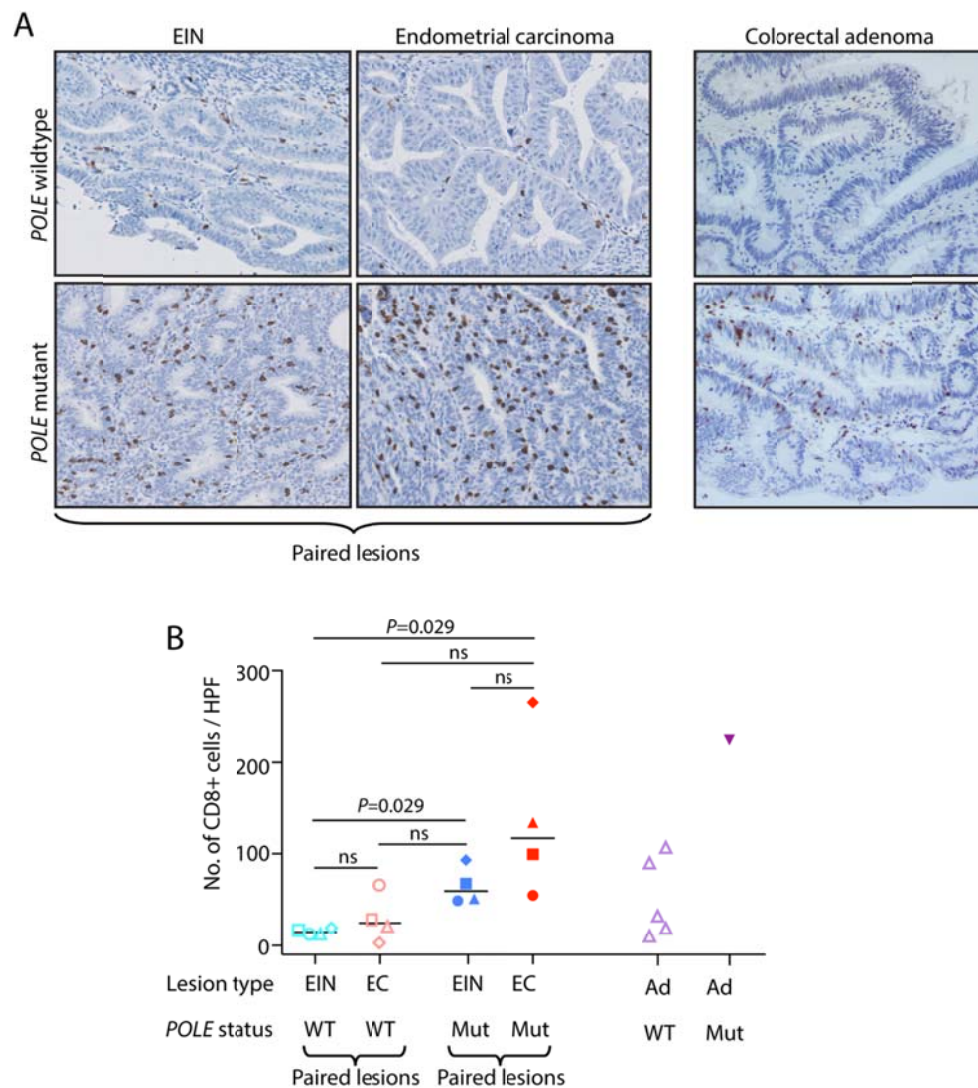 A
EIN
Endometrial carcinoma
Colorectal adenoma
POLE wildtype
POLE mutant
Paired lesions
B
P=0.029
ns
ns
P=0.029
ns
ns
No. of CD8+ cells / HPF
300
200
100
0
Lesion type EIN EC EIN EC Ad Ad
POLE status WT WT Mut Mut WT Mut
Paired lesions Paired lesions